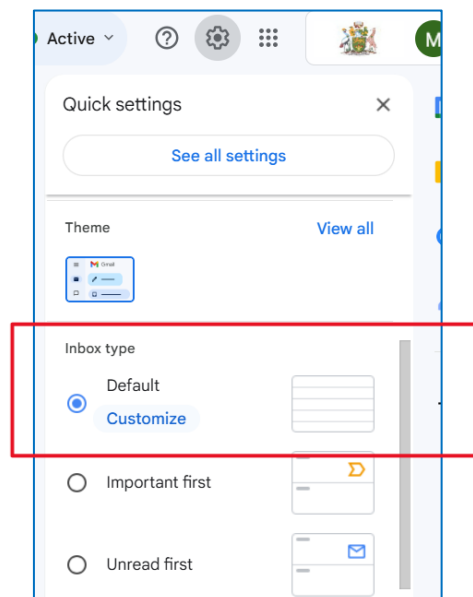 Active
M
Quick settings
See all settings
Theme
View all
Gmail
Inbox type
Default
Customize
Important first
Unread first